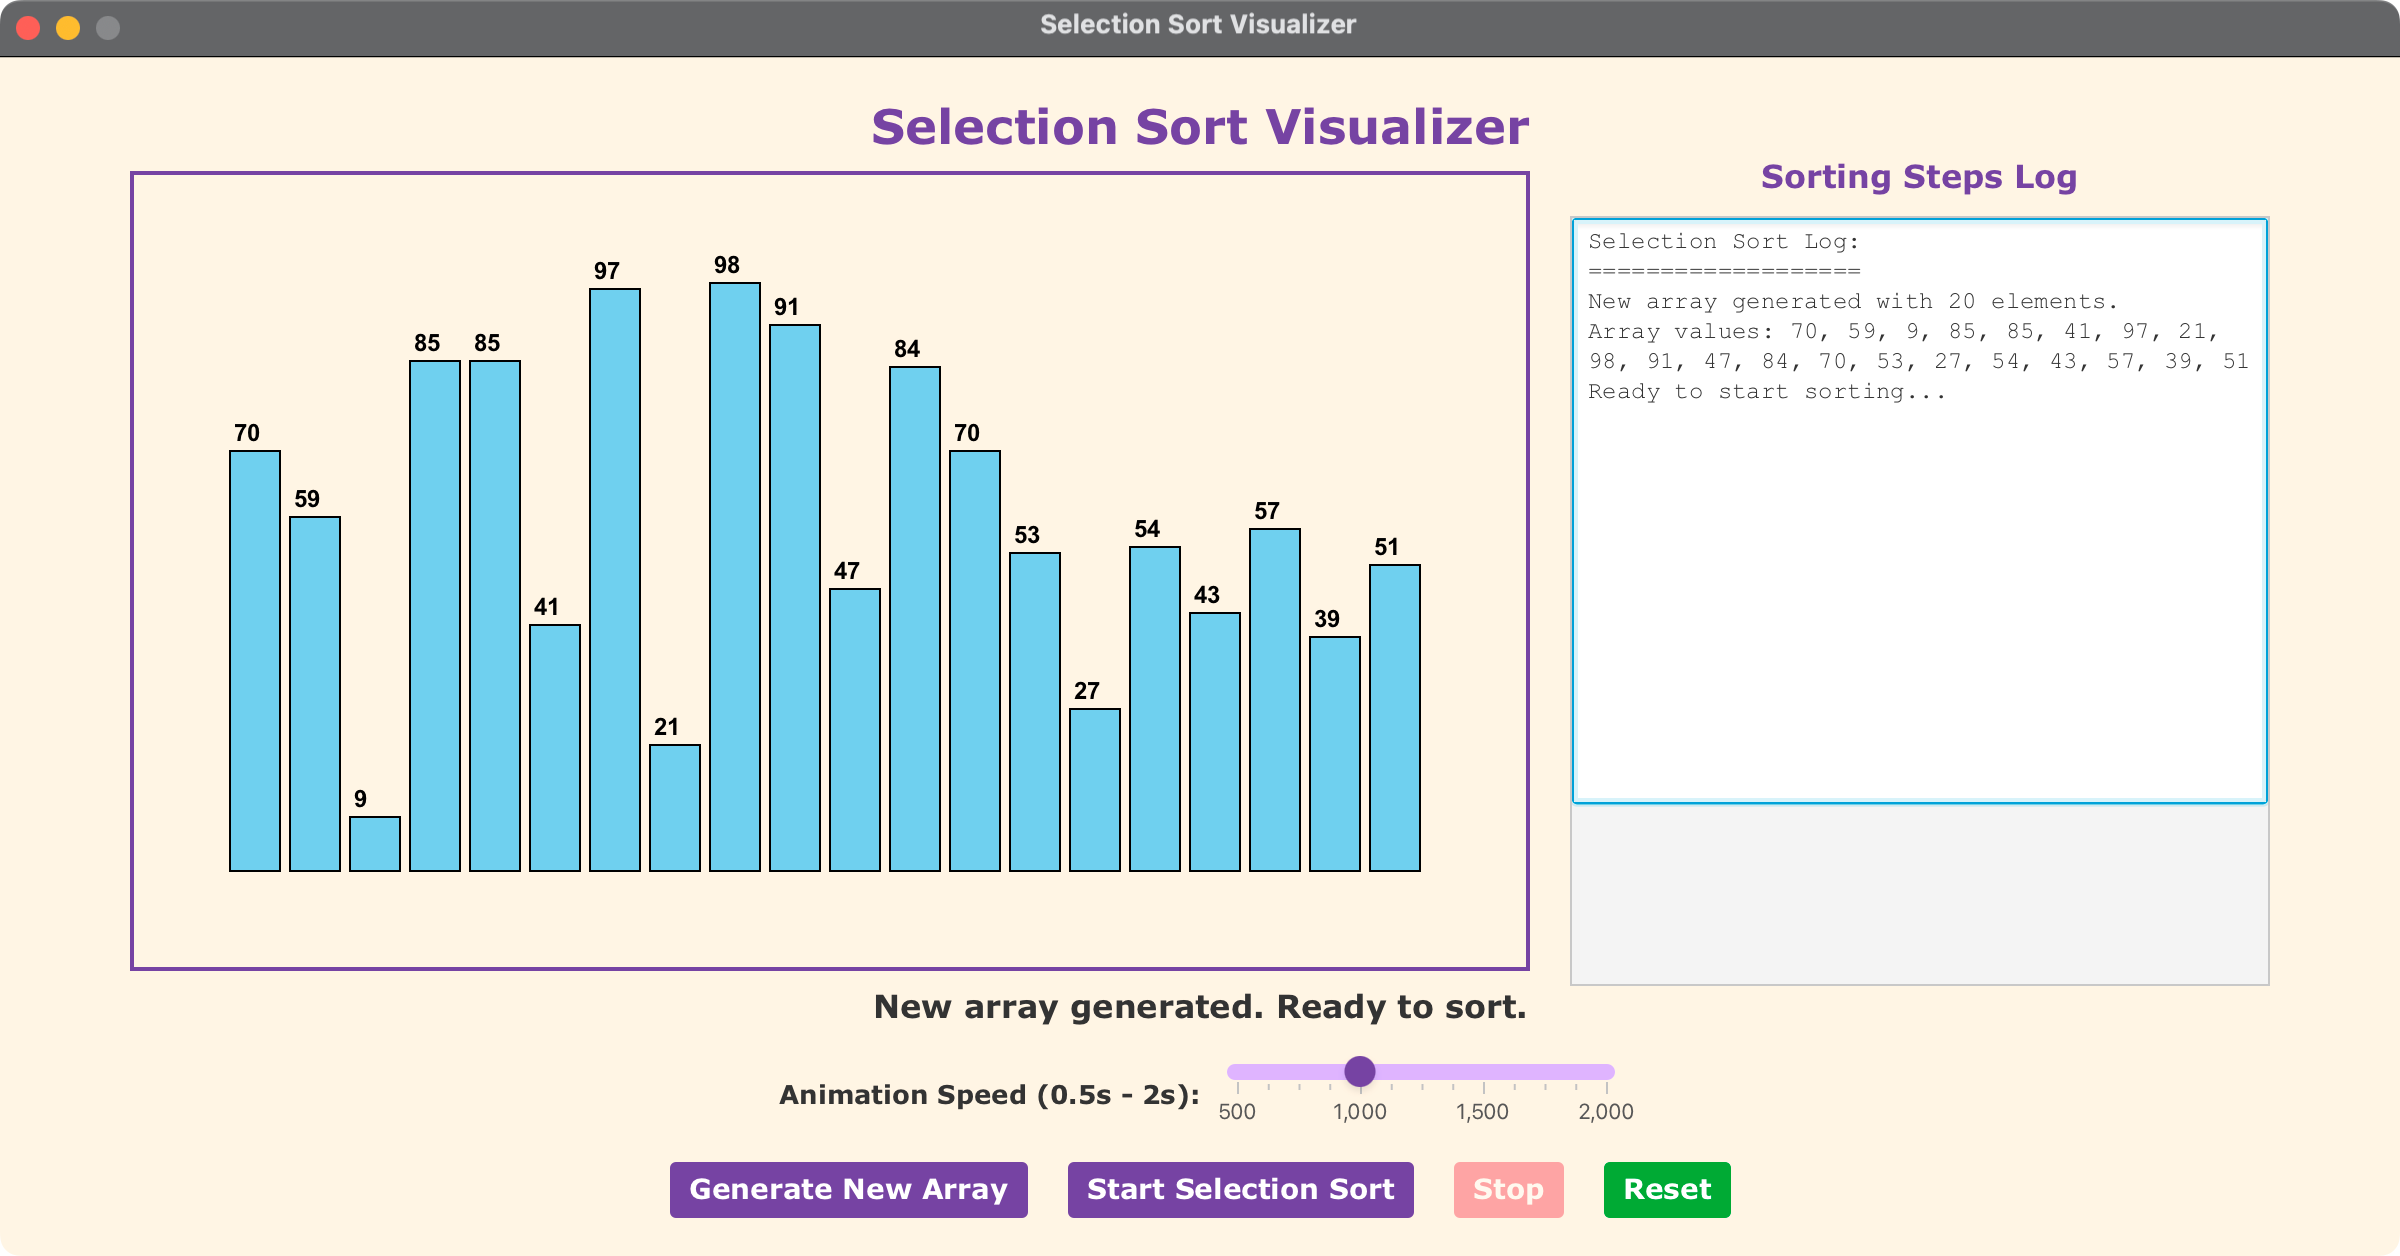 Selection Sort Visualizer
Selection Sort Visualizer
70
59
9
85
85
41
97
21
98
91
47
84
70
53
27
54
43
57
39
51
Sorting Steps Log
Selection Sort Log:
===================
New array generated with 20 elements.
Array values: 70, 59, 9, 85, 85, 41, 97, 21,
98, 91, 47, 84, 70, 53, 27, 54, 43, 57, 39, 51
Ready to start sorting...
New array generated. Ready to sort.
Animation Speed (0.5s - 2s):
500 1,000 1,500 2,000
Generate New Array
Start Selection Sort
Stop
Reset